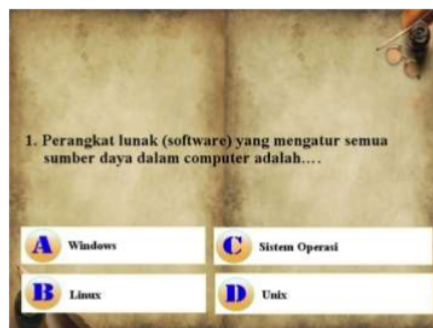 1. Perangkat lunak (software) yang mengatur semua
sumber daya dalam computer adalah....
A Windows
C Sistem Operasi
B Linux
D Unix